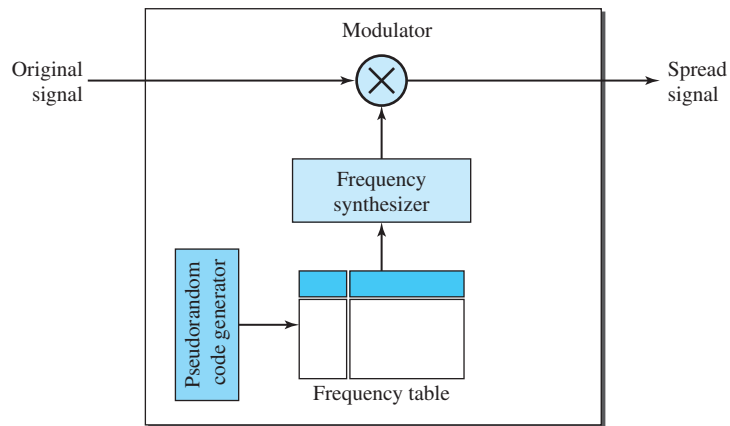 Modulator
Original
signal
Spread
signal
Frequency
synthesizer
Pseudorandom
code generator
Frequency table